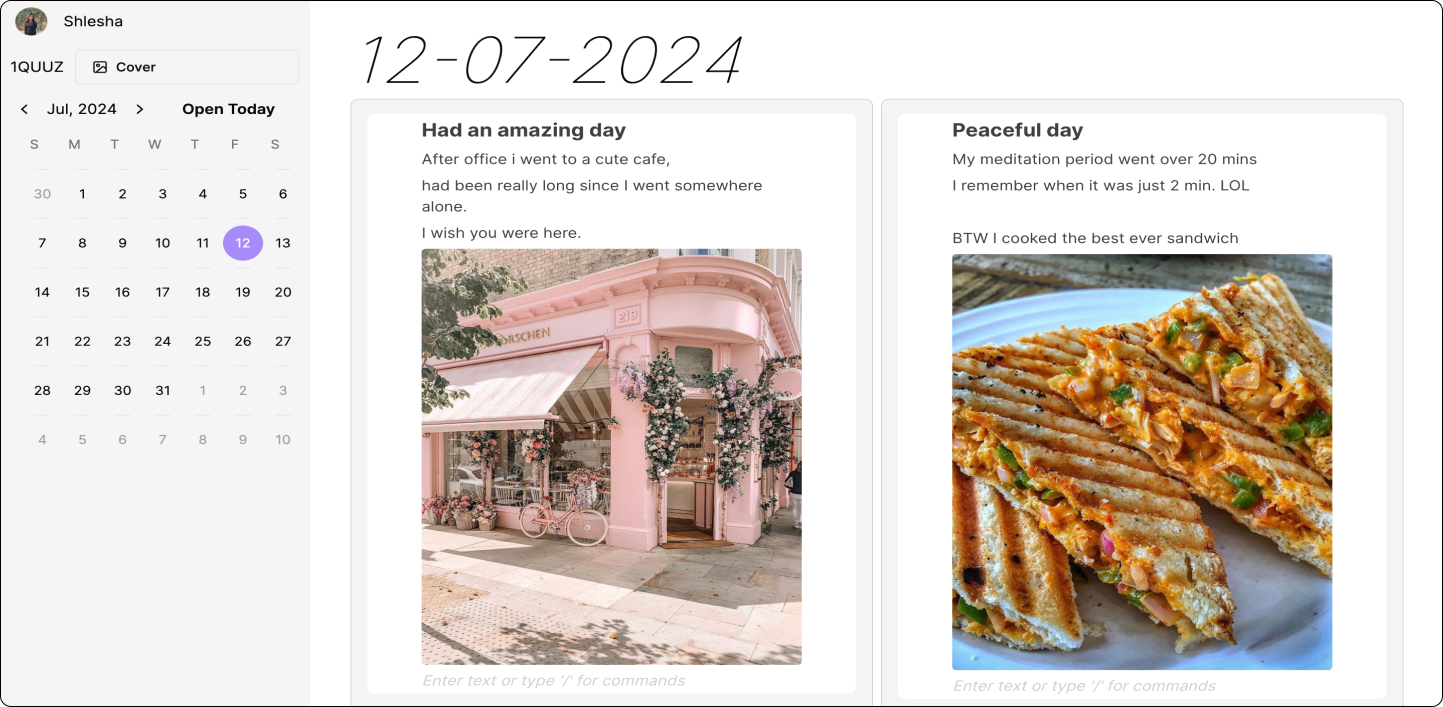 Shlesha
1QUUZ
Cover
Jul, 2024
Open Today
S M T W T F S
30 1 2 3 4 5 6
7 8 9 10 11 12 13
14 15 16 17 18 19 20
21 22 23 24 25 26 27
28 29 30 31 1 2 3
4 5 6 7 8 9 10
12-07-2024
Had an amazing day
After office i went to a cute cafe,
had been really long since I went somewhere
alone.
I wish you were here.
219
ORSCHEN
Enter text or type '/' for commands
Peaceful day
My meditation period went over 20 mins
I remember when it was just 2 min. LOL
BTW I cooked the best ever sandwich
Enter text or type '/' for commands